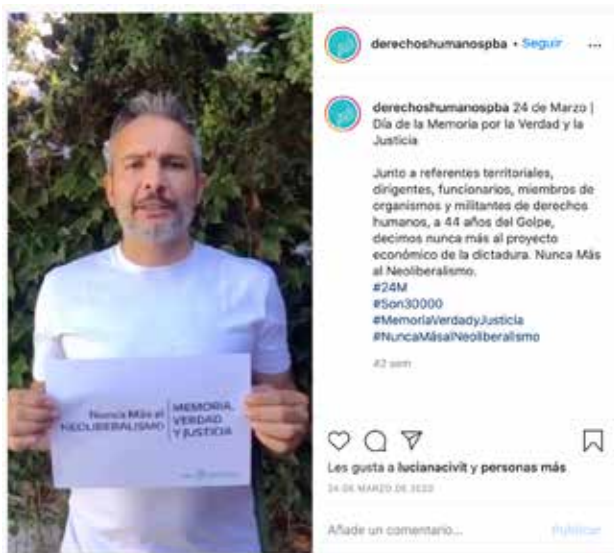 Nunca Más al
NEOLIBERALISMO
MEMORIA,
VERDAD
Y JUSTICIA
derechoshumanospba • Seguir
derechoshumanospba 24 de Marzo |
Día de la Memoria por la Verdad y la
Justicia
Junto a referentes territoriales,
dirigentes, funcionarios, miembros de
organismos y militantes de derechos
humanos, a 44 años del Golpe,
decimos nunca más al proyecto
económico de la dictadura. Nunca Más
al Neoliberalismo.
#24M
#Son30000
#MemoriaVerdadyJusticia
#NuncaMásalNeoliberalismo
42 sem
Les gusta a lucianacivit y personas más
24 DE MARZO DE 2020
Añade un comentario...
Publicar